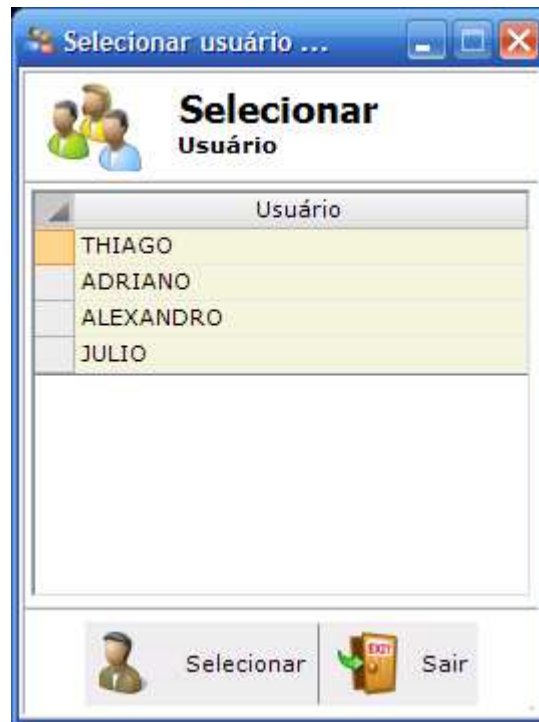 Selecionar usuário ...
Selecionar
Usuário
Usuário
THIAGO
ADRIANO
ALEXANDRO
JULIO
Selecionar
EXIT
Sair